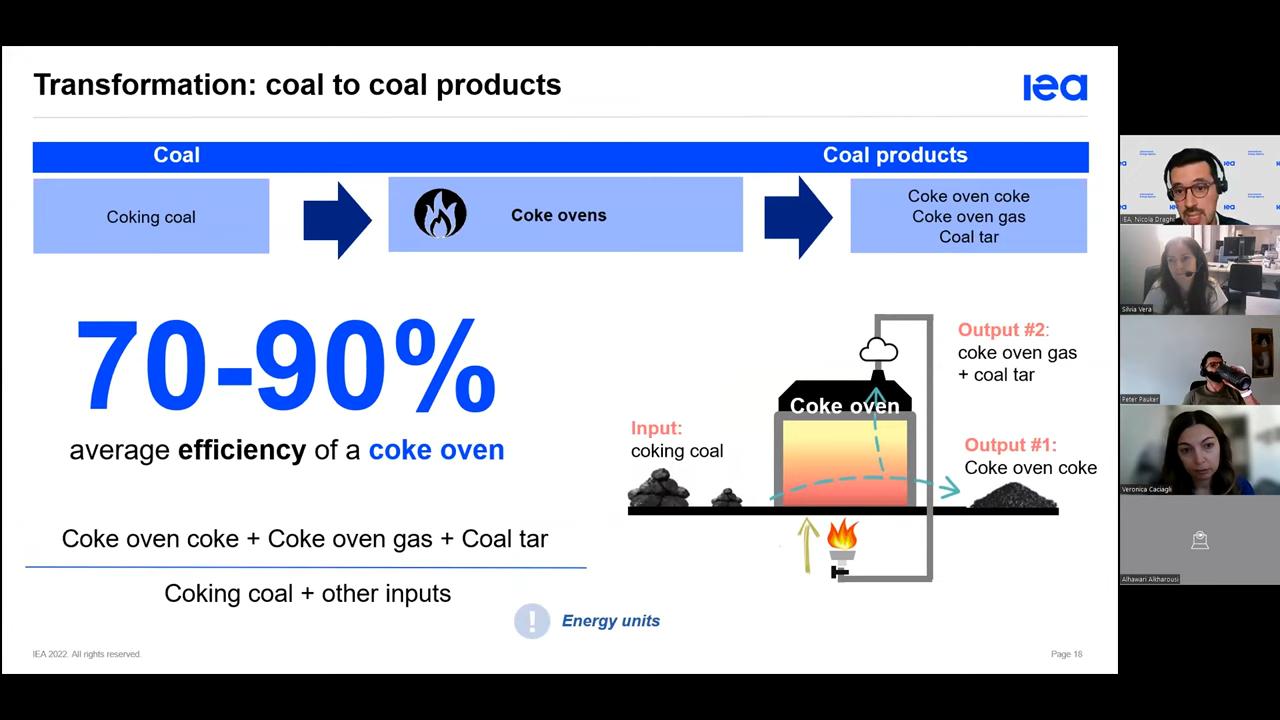 Transformation: coal to coal products
iea
Coal
Coal products
Coking coal
Coke ovens
Coke oven coke
Coke oven gas
Coal tar
70-90%
average efficiency of a coke oven
Coke oven coke + Coke oven gas + Coal tar
Coking coal + other inputs
! Energy units
Input:
coking coal
Coke oven
Output #2:
coke oven gas
+ coal tar
Output #1:
Coke oven coke
IEA 2022. All rights reserved.
Page 18
iea
IEA, Nicola Draghi
Silvia Vera
Peter Pauker
Veronica Caciagli
Alhawari Alkharousi